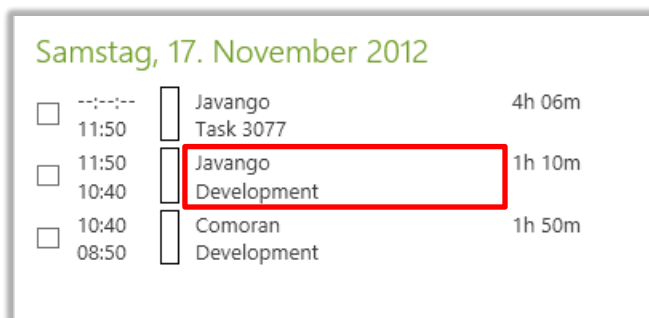 Samstag, 17. November 2012
--:--:-- Javango 4h 06m
11:50 Task 3077
11:50 Javango 1h 10m
10:40 Development
10:40 Comoran 1h 50m
08:50 Development